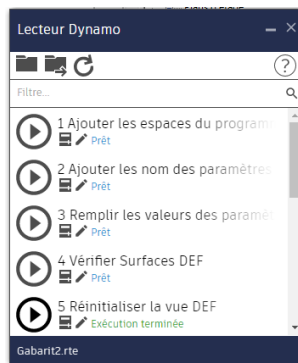 Lecteur Dynamo
Filtre...
1 Ajouter les espaces du program
Prêt
2 Ajouter les nom des paramètres
Prêt
3 Remplir les valeurs des paramè
Prêt
4 Vérifier Surfaces DEF
Prêt
5 Réinitialiser la vue DEF
Exécution terminée
Gabarit2.rte